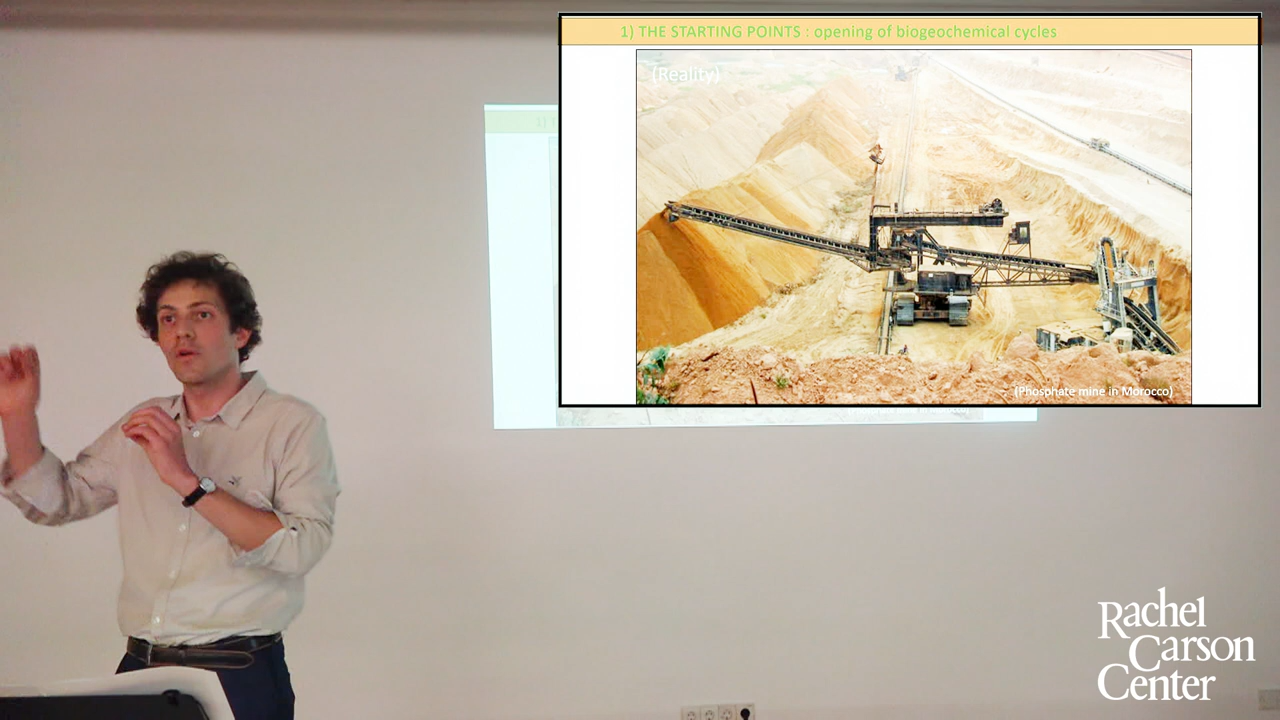 1) THE STARTING POINTS : opening of biogeochemical cycles
(Reality)
(Phosphate mine in Morocco)
Rachel
Carson
Center